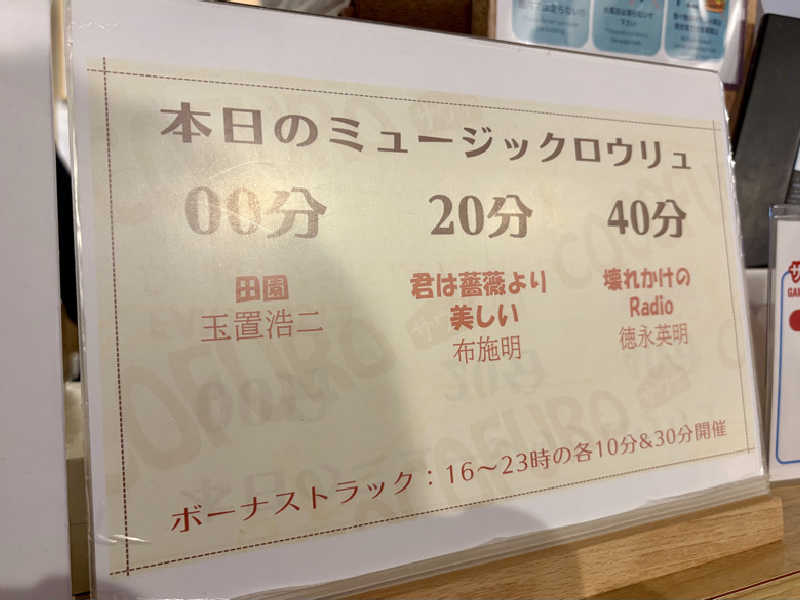 本日のミュージックロウリュ
00分
20分
40分
田園
玉置浩二
君は薔薇より
美しい
布施明
壊れかけの
Radio
徳永英明
ボーナストラック：16〜23時の各10分&30分開催